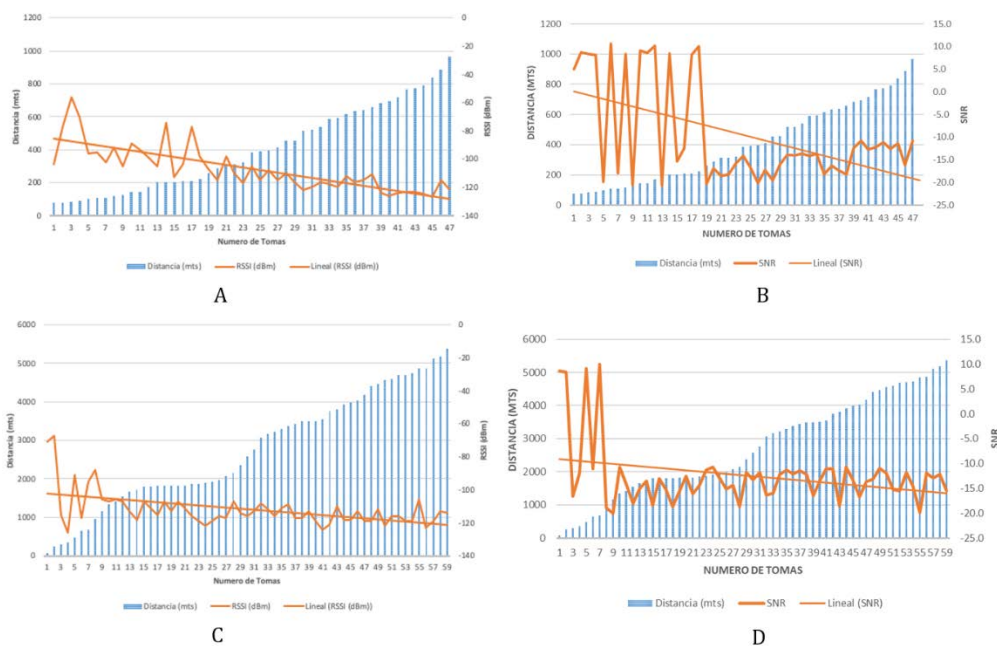 1200
1000
800
600
400
200
0
Distancia (mts)
0
-20
-40
-60
-80
-100
-120
-140
RSSI (dBm)
1 3 5 7 9 11 13 15 17 19 21 23 25 27 29 31 33 35 37 39 41 43 45 47
Numero de Tomas
Distancia (mts) RSSI (dBm) Lineal (RSSI (dBm))
A
1200
1000
800
600
400
200
0
DISTANCIA (MTS)
15.0
10.0
5.0
0.0
-5.0
-10.0
-15.0
-20.0
-25.0
SNR
1 3 5 7 9 11 13 15 17 19 21 23 25 27 29 31 33 35 37 39 41 43 45 47
NUMERO DE TOMAS
Distancia (mts) SNR Lineal (SNR)
B
6000
5000
4000
3000
2000
1000
0
Distancia (mts)
0
-20
-40
-60
-80
-100
-120
-140
RSSI (dBm)
1 3 5 7 9 11 13 15 17 19 21 23 25 27 29 31 33 35 37 39 41 43 45 47 49 51 53 55 57 59
Numero de Tomas
Distancia (mts) RSSI (dBm) Lineal (RSSI (dBm))
C
6000
5000
4000
3000
2000
1000
0
DISTANCIA (MTS)
15.0
10.0
5.0
0.0
-5.0
-10.0
-15.0
-20.0
-25.0
SNR
1 3 5 7 9 11 13 15 17 19 21 23 25 27 29 31 33 35 37 39 41 43 45 47 49 51 53 55 57 59
NUMERO DE TOMAS
Distancia (mts) SNR Lineal (SNR)
D